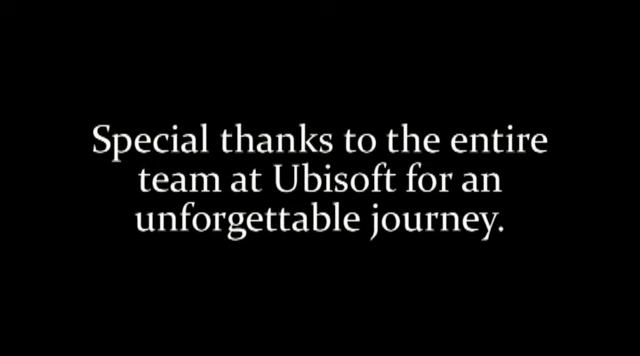 Special thanks to the entire
team at Ubisoft for an
unforgettable journey.